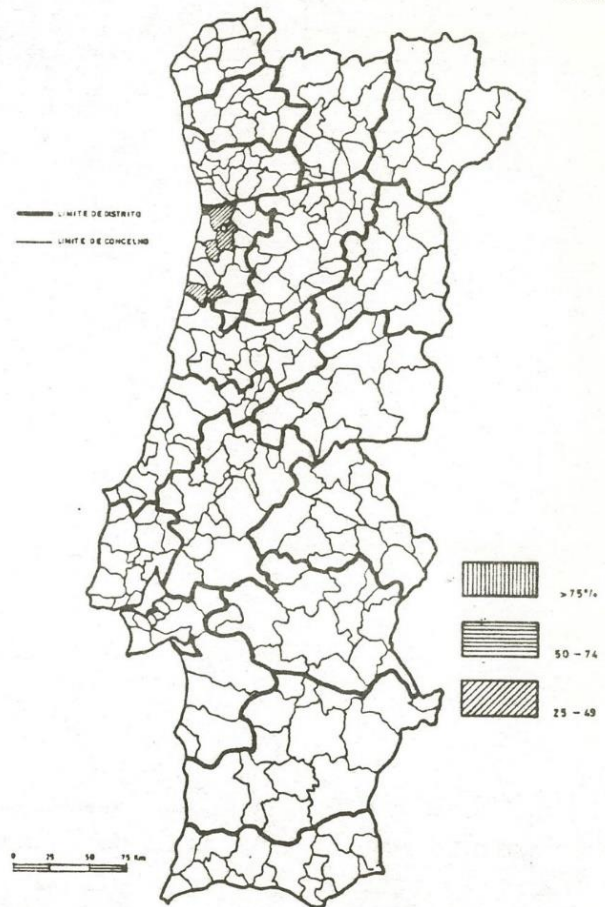 LIMITE DE DISTRITO
LIMITE DE CONCELHO
>75%
50-74
25-49
0 25 50 75 Km